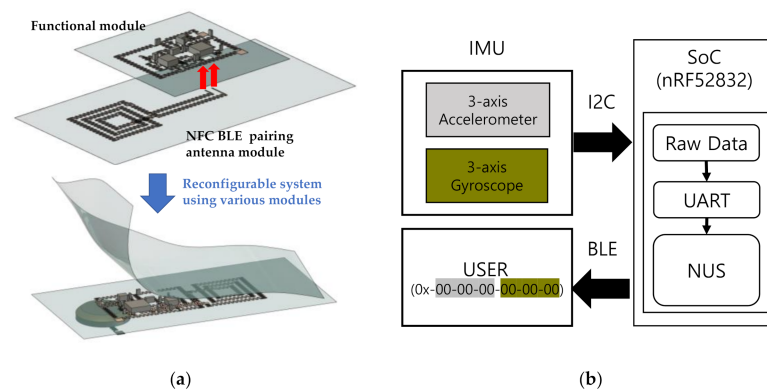 Functional module
NFC BLE pairing
antenna module
Reconfigurable system
using various modules
(a)
IMU
3-axis
Accelerometer
3-axis
Gyroscope
I2C
SoC
(nRF52832)
Raw Data
UART
NUS
BLE
USER
(0x-00-00-00-00-00-00)
(b)